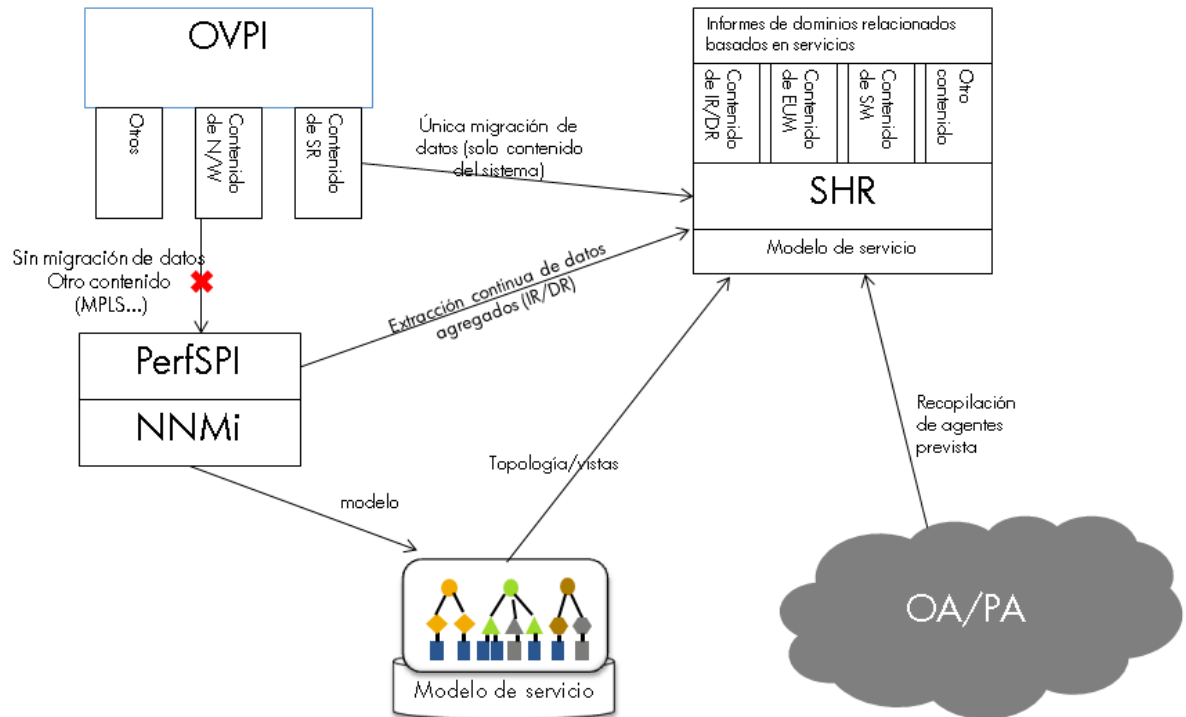 OVPI
Otros
Contenido
de N/W
Contenido
de SR
Informes de dominios relacionados
basados en servicios
Contenido
de IR/DR
Contenido
de EUM
Contenido
de SM
Otro
contenido
SHR
Modelo de servicio
Única migración de
datos (solo contenido
del sistema)
Sin migración de datos
Otro contenido
(MPLS...)
Extracción continua de datos
agregados (IR/DR)
PerfSPI
NNMi
modelo
Topología/vistas
Recopilación
de agentes
prevista
OA/PA
Modelo de servicio